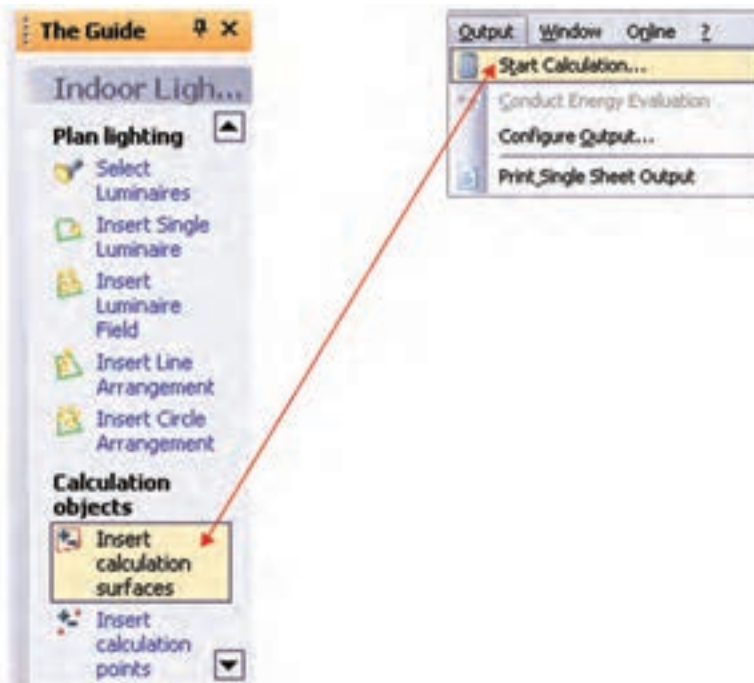 The Guide
Indoor Ligh...
Plan lighting
Select
Luminaires
Insert Single
Luminaire
Insert
Luminaire
Field
Insert Line
Arrangement
Insert Circle
Arrangement
Calculation
objects
Insert
calculation
surfaces
Insert
calculation
points
Output Window Online ?
Start Calculation...
Conduct Energy Evaluation
Configure Output...
Print Single Sheet Output